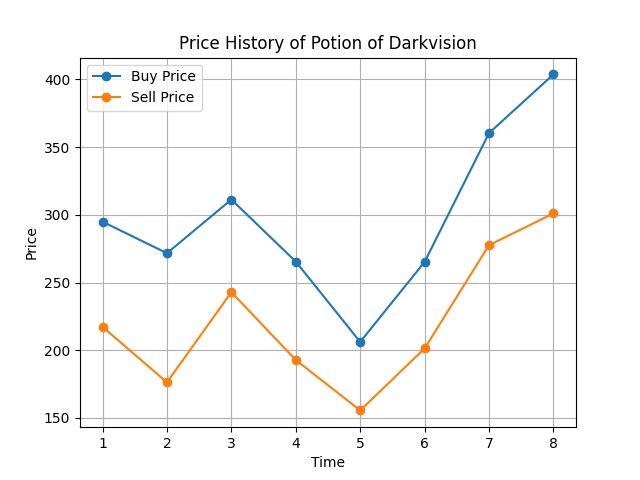 Price History of Potion of Darkvision
Buy Price
Sell Price
400
350
300
250
200
150
Price
1 2 3 4 5 6 7 8
Time